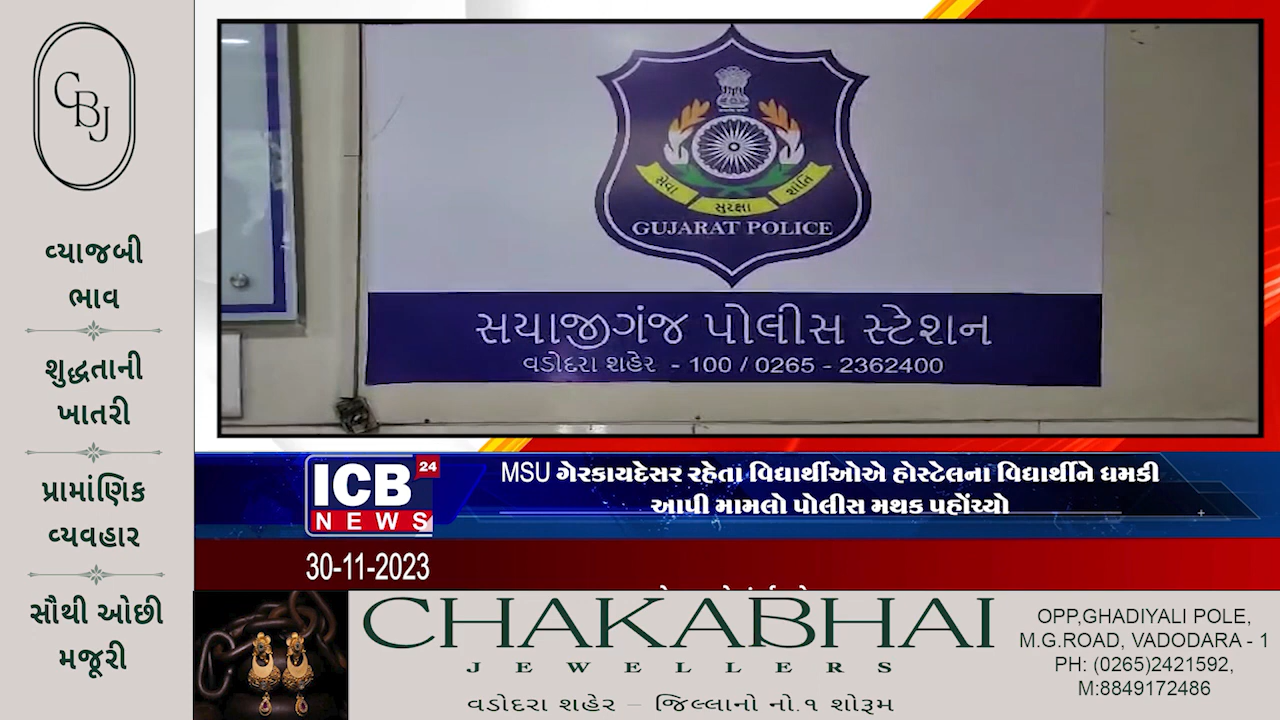 CBJ
વ્યાજબી
ભાવ
શુદ્ધતાની
ખાતરી
પ્રામાંણિક
વ્યવહાર
સૌથી ઓછી
મજૂરી
સેવા
સુરક્ષા
શાંતિ
GUJARAT POLICE
સયાજીગંજ પોલીસ સ્ટેશન
વડોદરા શહેર - 100 / 0265 - 2362400
ICB 24
NEWS
MSU ગેરકાયદેસર રહેતા વિદ્યાર્થીઓએ હોસ્ટેલના વિદ્યાર્થીને ધમકી
આપી મામલો પોલીસ મથક પહોંચ્યો
30-11-2023
CHAKABHAI
JEWELLERS
વડોદરા શહેર – જિલ્લાનો નો.૧ શોરૂમ
OPP,GHADIYALI POLE,
M.G.ROAD, VADODARA - 1
PH: (0265)2421592,
M:8849172486